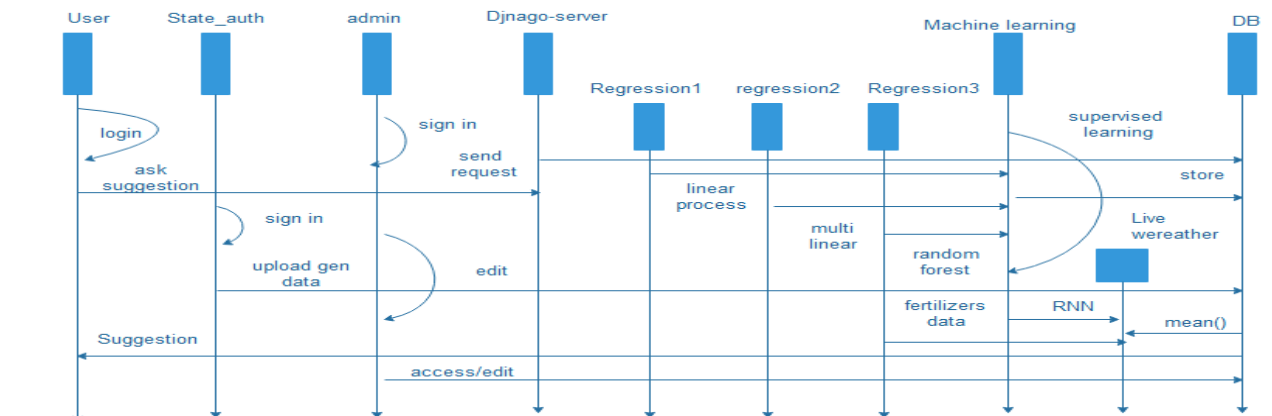 User
State_auth
admin
Djnago-server
Machine learning
DB
Regression1
regression2
Regression3
login
sign in
supervised
learning
send
request
ask
suggestion
store
linear
process
sign in
multi
linear
Live
wereather
random
forest
upload gen
data
edit
fertilizers
data
RNN
mean()
Suggestion
access/edit